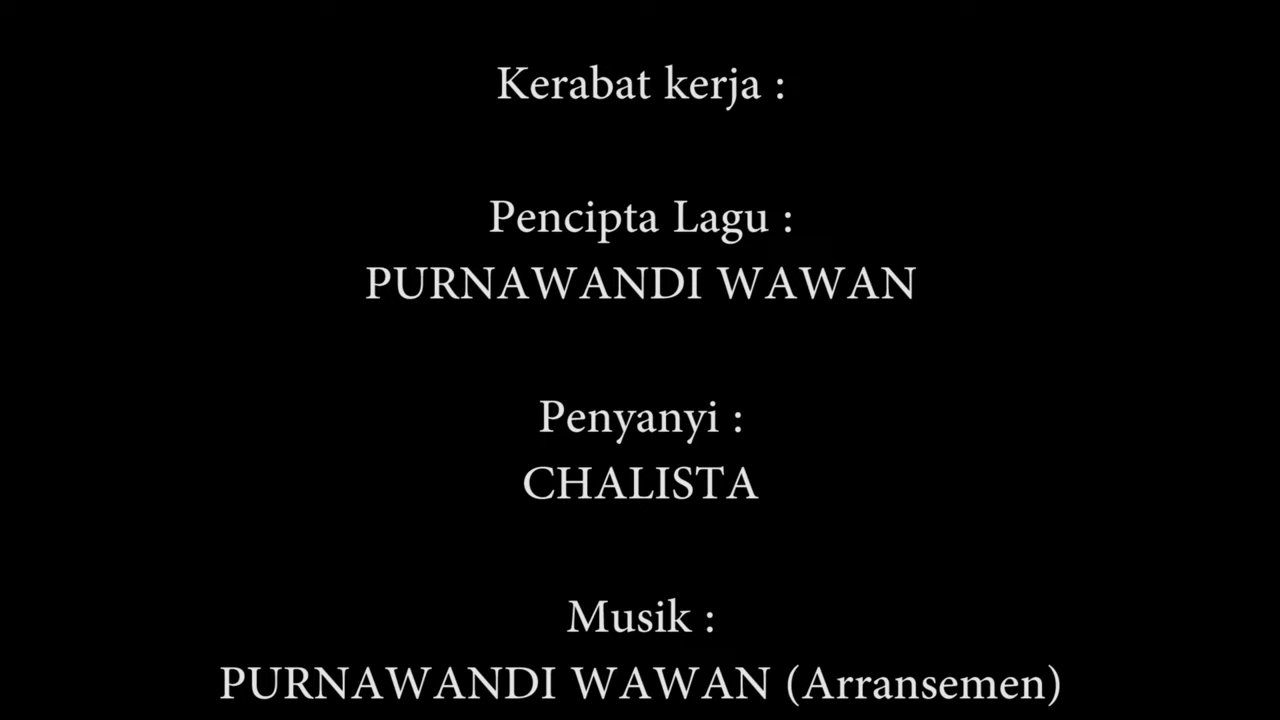 Kerabat kerja :
Pencipta Lagu :
PURNAWANDI WAWAN
Penyanyi :
CHALISTA
Musik :
PURNAWANDI WAWAN (Arransemen)